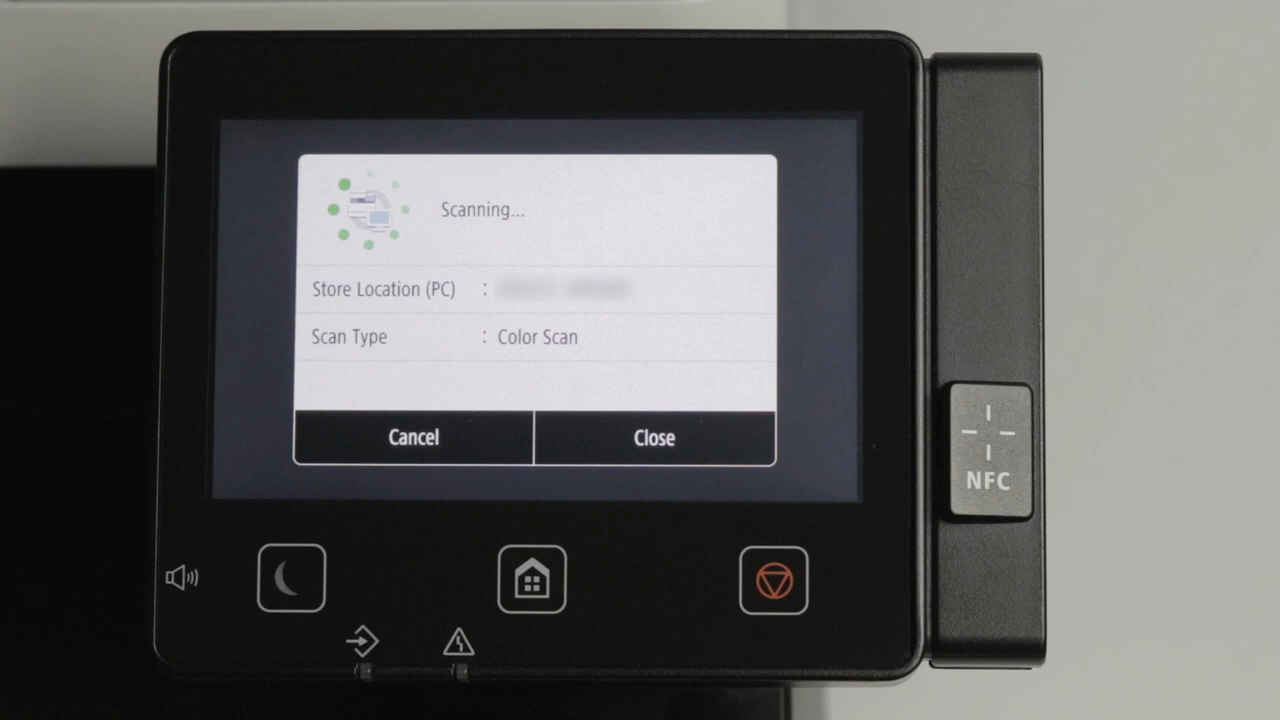 Scanning...
Store Location (PC) :
Scan Type : Color Scan
Cancel Close
NFC